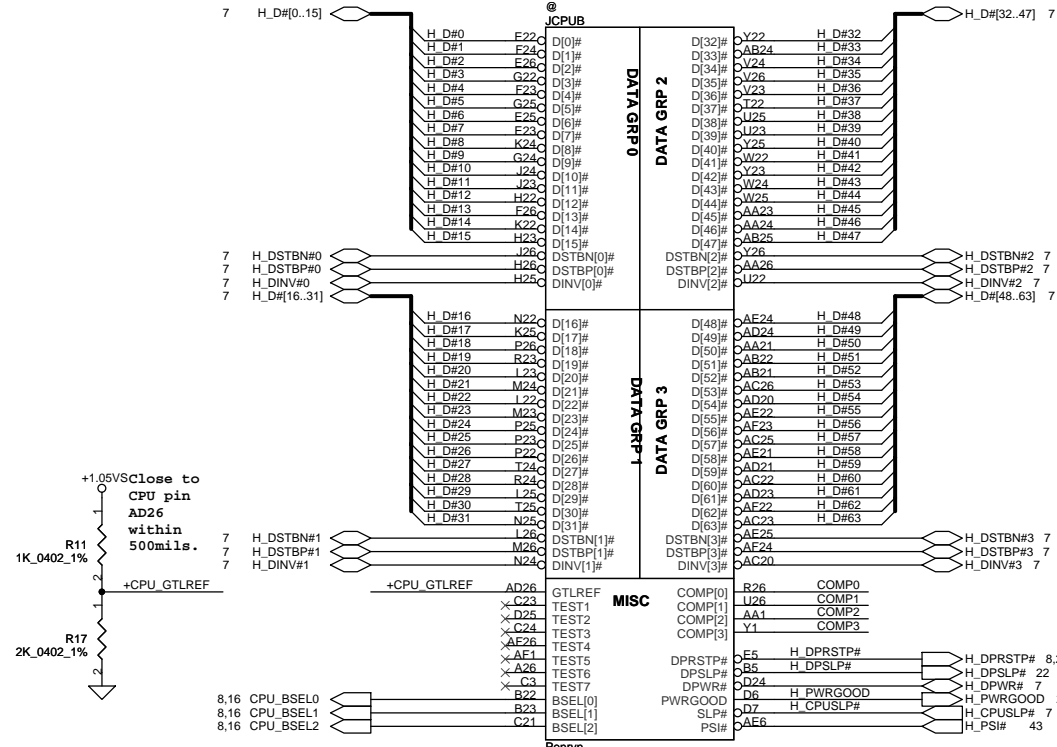 @
JCPUB
7 H_D#[0..15]
H_D#[32..47] 7
H_D#0 E22 D[0]# D[32]# Y22 H_D#32
H_D#1 F24 D[1]# D[33]# AB24 H_D#33
H_D#2 E26 D[2]# D[34]# V24 H_D#34
H_D#3 G22 D[3]# D[35]# V26 H_D#35
H_D#4 F23 D[4]# D[36]# V23 H_D#36
H_D#5 G25 D[5]# D[37]# T22 H_D#37
H_D#6 E25 D[6]# D[38]# U25 H_D#38
H_D#7 E23 D[7]# D[39]# U23 H_D#39
H_D#8 K24 D[8]# D[40]# Y25 H_D#40
H_D#9 G24 D[9]# D[41]# W22 H_D#41
H_D#10 J24 D[10]# D[42]# Y23 H_D#42
H_D#11 J23 D[11]# D[43]# W24 H_D#43
H_D#12 H22 D[12]# D[44]# W25 H_D#44
H_D#13 F26 D[13]# D[45]# AA23 H_D#45
H_D#14 K22 D[14]# D[46]# AA24 H_D#46
H_D#15 H23 D[15]# D[47]# AB25 H_D#47
7 H_DSTBN#0 J26 DSTBN[0]# DSTBN[2]# Y26 H_DSTBN#2 7
7 H_DSTBP#0 H26 DSTBP[0]# DSTBP[2]# AA26 H_DSTBP#2 7
7 H_DINV#0 H25 DINV[0]# DINV[2]# U22 H_DINV#2 7
DATA GRP 0
DATA GRP 2
7 H_D#[16..31]
H_D#[48..63] 7
H_D#16 N22 D[16]# D[48]# AE24 H_D#48
H_D#17 K25 D[17]# D[49]# AD24 H_D#49
H_D#18 P26 D[18]# D[50]# AA21 H_D#50
H_D#19 R23 D[19]# D[51]# AB22 H_D#51
H_D#20 L23 D[20]# D[52]# AB21 H_D#52
H_D#21 M24 D[21]# D[53]# AC26 H_D#53
H_D#22 L22 D[22]# D[54]# AD20 H_D#54
H_D#23 M23 D[23]# D[55]# AE22 H_D#55
H_D#24 P25 D[24]# D[56]# AF23 H_D#56
H_D#25 P23 D[25]# D[57]# AC25 H_D#57
H_D#26 P22 D[26]# D[58]# AE21 H_D#58
H_D#27 T24 D[27]# D[59]# AD21 H_D#59
H_D#28 R24 D[28]# D[60]# AC22 H_D#60
H_D#29 L25 D[29]# D[61]# AD23 H_D#61
H_D#30 T25 D[30]# D[62]# AF22 H_D#62
H_D#31 N25 D[31]# D[63]# AC23 H_D#63
7 H_DSTBN#1 L26 DSTBN[1]# DSTBN[3]# AE25 H_DSTBN#3 7
7 H_DSTBP#1 M26 DSTBP[1]# DSTBP[3]# AF24 H_DSTBP#3 7
7 H_DINV#1 N24 DINV[1]# DINV[3]# AC20 H_DINV#3 7
DATA GRP 1
DATA GRP 3
+1.05VS
Close to
CPU pin
AD26
within
500mils.
1
R11
1K_0402_1%
2
+CPU_GTLREF
1
R17
2K_0402_1%
2
MISC
+CPU_GTLREF AD26 GTLREF COMP[0] R26 COMP0
C23 TEST1 COMP[1] U26 COMP1
D25 TEST2 COMP[2] AA1 COMP2
C24 TEST3 COMP[3] Y1 COMP3
AF26 TEST4
AF1 TEST5 DPRSTP# E5 H_DPRSTP# H_DPRSTP#
A26 TEST6 DPSLP# B5 H_DPSLP# H_DPSLP# 22
C3 TEST7 DPWR# D24 H_DPWR# 7
8,16 CPU_BSEL0 B22 BSEL[0] PWRGOOD D6 H_PWRGOOD H_PWRGOOD
8,16 CPU_BSEL1 B23 BSEL[1] SLP# D7 H_CPUSLP# H_CPUSLP# 7
8,16 CPU_BSEL2 C21 BSEL[2] PSI# AE6 H_PSI# 43
Penryn